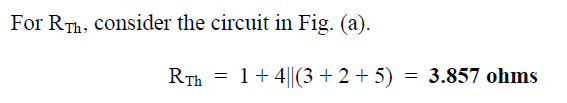 For RTh, consider the circuit in Fig. (a).
RTh = 1 + 4||(3 + 2 + 5) = 3.857 ohms